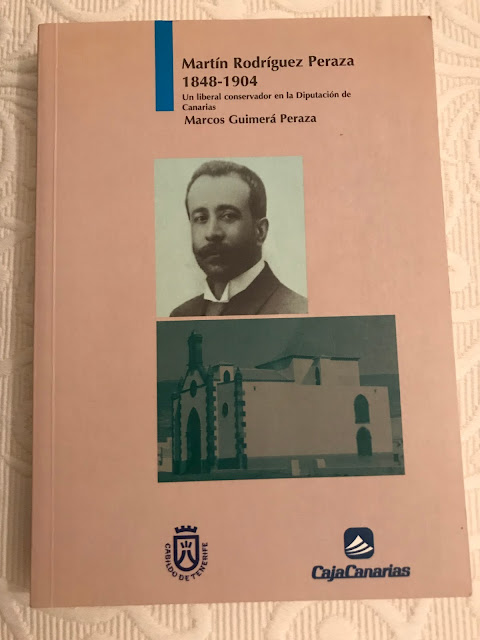 Martín Rodríguez Peraza
1848-1904
Un liberal conservador en la Diputación de
Canarias
Marcos Guimerá Peraza
CABILDO DE TENERIFE
CajaCanarias